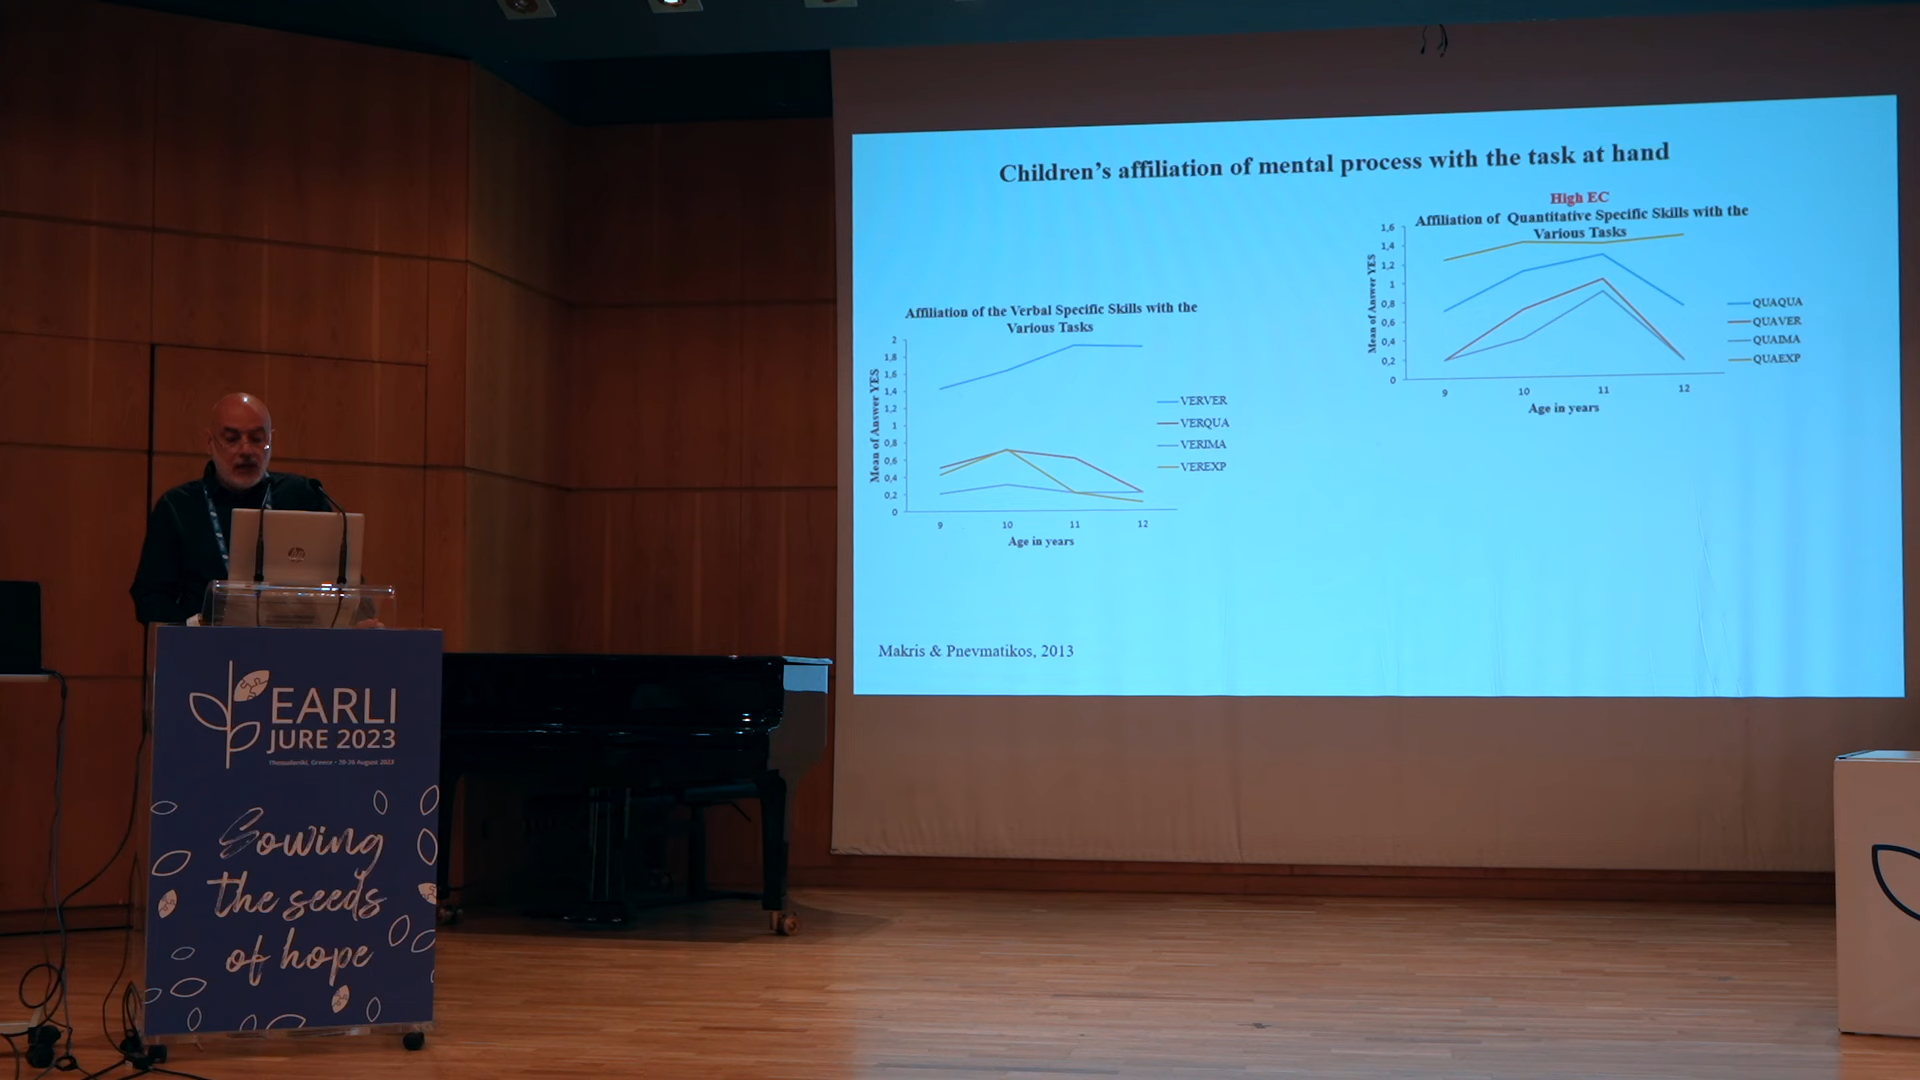 Children's affiliation of mental process with the task at hand
High EC
Affiliation of Quantitative Specific Skills with the
Various Tasks
Mean of Answer YES
1,6
1,4
1,2
1
0,8
0,6
0,4
0,2
0
9 10 11 12
Age in years
QUAQUA
QUAVER
QUAIMA
QUAEXP
Affiliation of the Verbal Specific Skills with the
Various Tasks
Mean of Answer YES
2
1,8
1,6
1,4
1,2
1
0,8
0,6
0,4
0,2
0
9 10 11 12
Age in years
VERVER
VERQUA
VERIMA
VEREXP
Makris & Pnevmatikos, 2013
hp
EARLI
JURE 2023
Sowing
the seeds
of hope